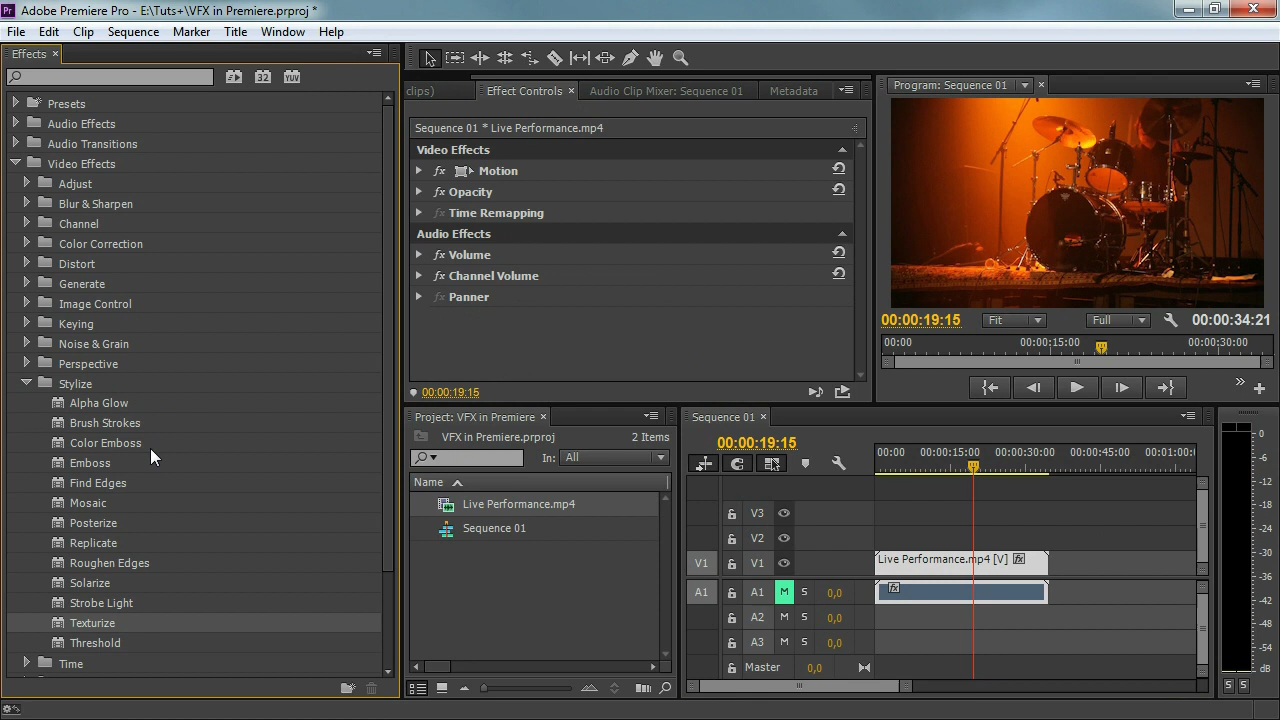 Pr Adobe Premiere Pro - E:\Tuts+\VFX in Premiere.prproj *
File Edit Clip Sequence Marker Title Window Help
Effects
32 YUV
Presets
Audio Effects
Audio Transitions
Video Effects
Adjust
Blur & Sharpen
Channel
Color Correction
Distort
Generate
Image Control
Keying
Noise & Grain
Perspective
Stylize
Alpha Glow
Brush Strokes
Color Emboss
Emboss
Find Edges
Mosaic
Posterize
Replicate
Roughen Edges
Solarize
Strobe Light
Texturize
Threshold
Time
clips) Effect Controls Audio Clip Mixer: Sequence 01 Metadata
Sequence 01 * Live Performance.mp4
Video Effects
fx Motion
fx Opacity
fx Time Remapping
Audio Effects
fx Volume
fx Channel Volume
fx Panner
00:00:19:15
Program: Sequence 01
00:00:19:15 Fit Full 00:00:34:21
00:00 00:00:15:00 00:00:30:00
Project: VFX in Premiere
VFX in Premiere.prproj 2 Items
In: All
Name
Live Performance.mp4
Sequence 01
Sequence 01
00:00:19:15
00:00 00:00:15:00 00:00:30:00 00:00:45:00 00:01:00:0
V3
V2
V1 V1 Live Performance.mp4 [V] fx
A1 A1 M S 0,0 fx
A2 M S 0,0
A3 M S 0,0
Master 0,0
0
-6
-12
-18
-24
-30
-36
-42
-48
-54
dB
S S